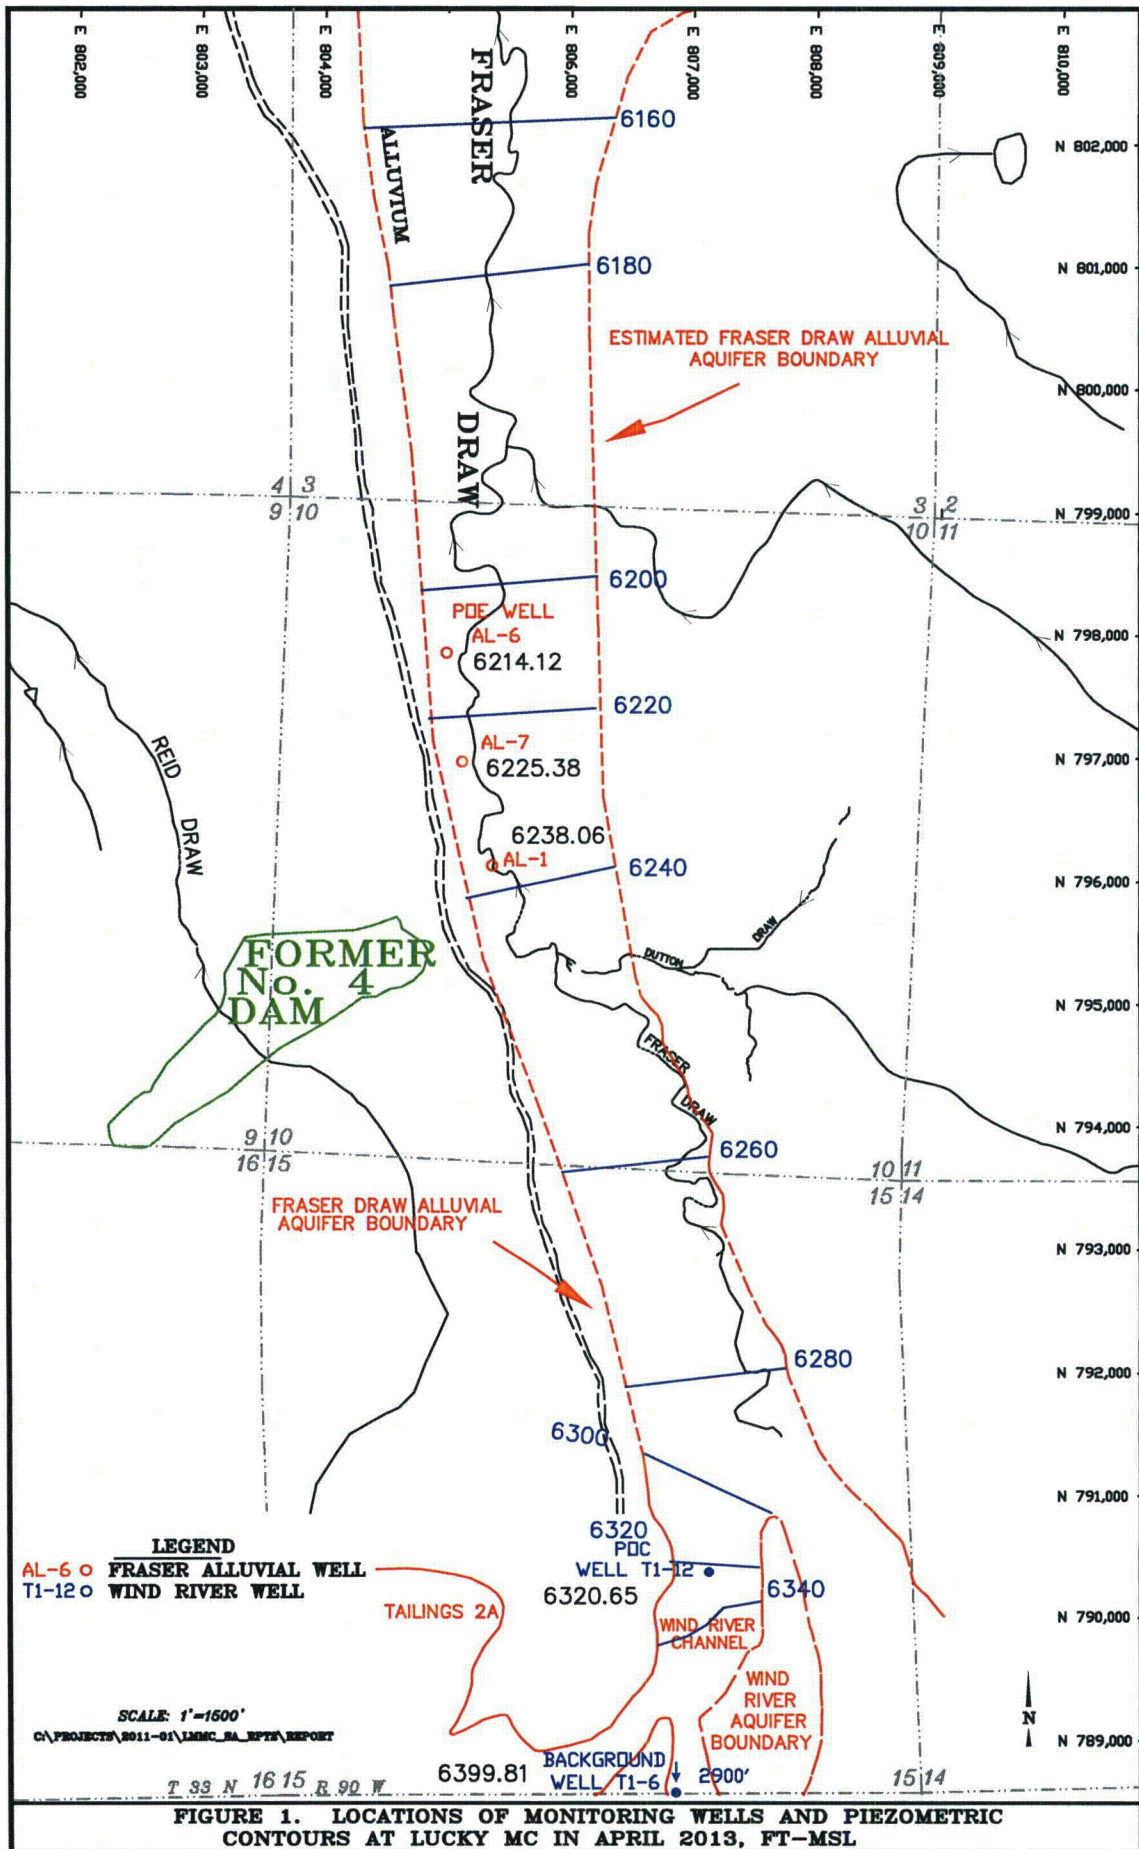 E 802,000
E 803,000
E 804,000
E 806,000
E 807,000
E 808,000
E 809,000
E 810,000
FRASER
DRAW
ALLUVIUM
6160
N 802,000
6180
N 801,000
ESTIMATED FRASER DRAW ALLUVIAL
AQUIFER BOUNDARY
N 800,000
4 3
9 10
3 2
10 11
N 799,000
6200
POE WELL
AL-6
6214.12
N 798,000
6220
AL-7
6225.38
N 797,000
REID
DRAW
6238.06
AL-1
6240
N 796,000
FORMER
No. 4
DAM
DUTTON
DRAW
N 795,000
FRASER
DRAW
N 794,000
9 10
16 15
6260
10 11
15 14
FRASER DRAW ALLUVIAL
AQUIFER BOUNDARY
N 793,000
6280
N 792,000
6300
N 791,000
6320
POC
WELL T1-12
6320.65
6340
LEGEND
AL-6 FRASER ALLUVIAL WELL
T1-12 WIND RIVER WELL
TAILINGS 2A
N 790,000
WIND RIVER
CHANNEL
WIND
RIVER
AQUIFER
BOUNDARY
N
SCALE: 1"=1500'
C:\PROJECTS\2011-01\LMMC_SA_RPTS\REPORT
N 789,000
6399.81
BACKGROUND
WELL T1-6
2900'
T 33 N 16 15 R 90 W
15 14
FIGURE 1. LOCATIONS OF MONITORING WELLS AND PIEZOMETRIC
CONTOURS AT LUCKY MC IN APRIL 2013, FT-MSL